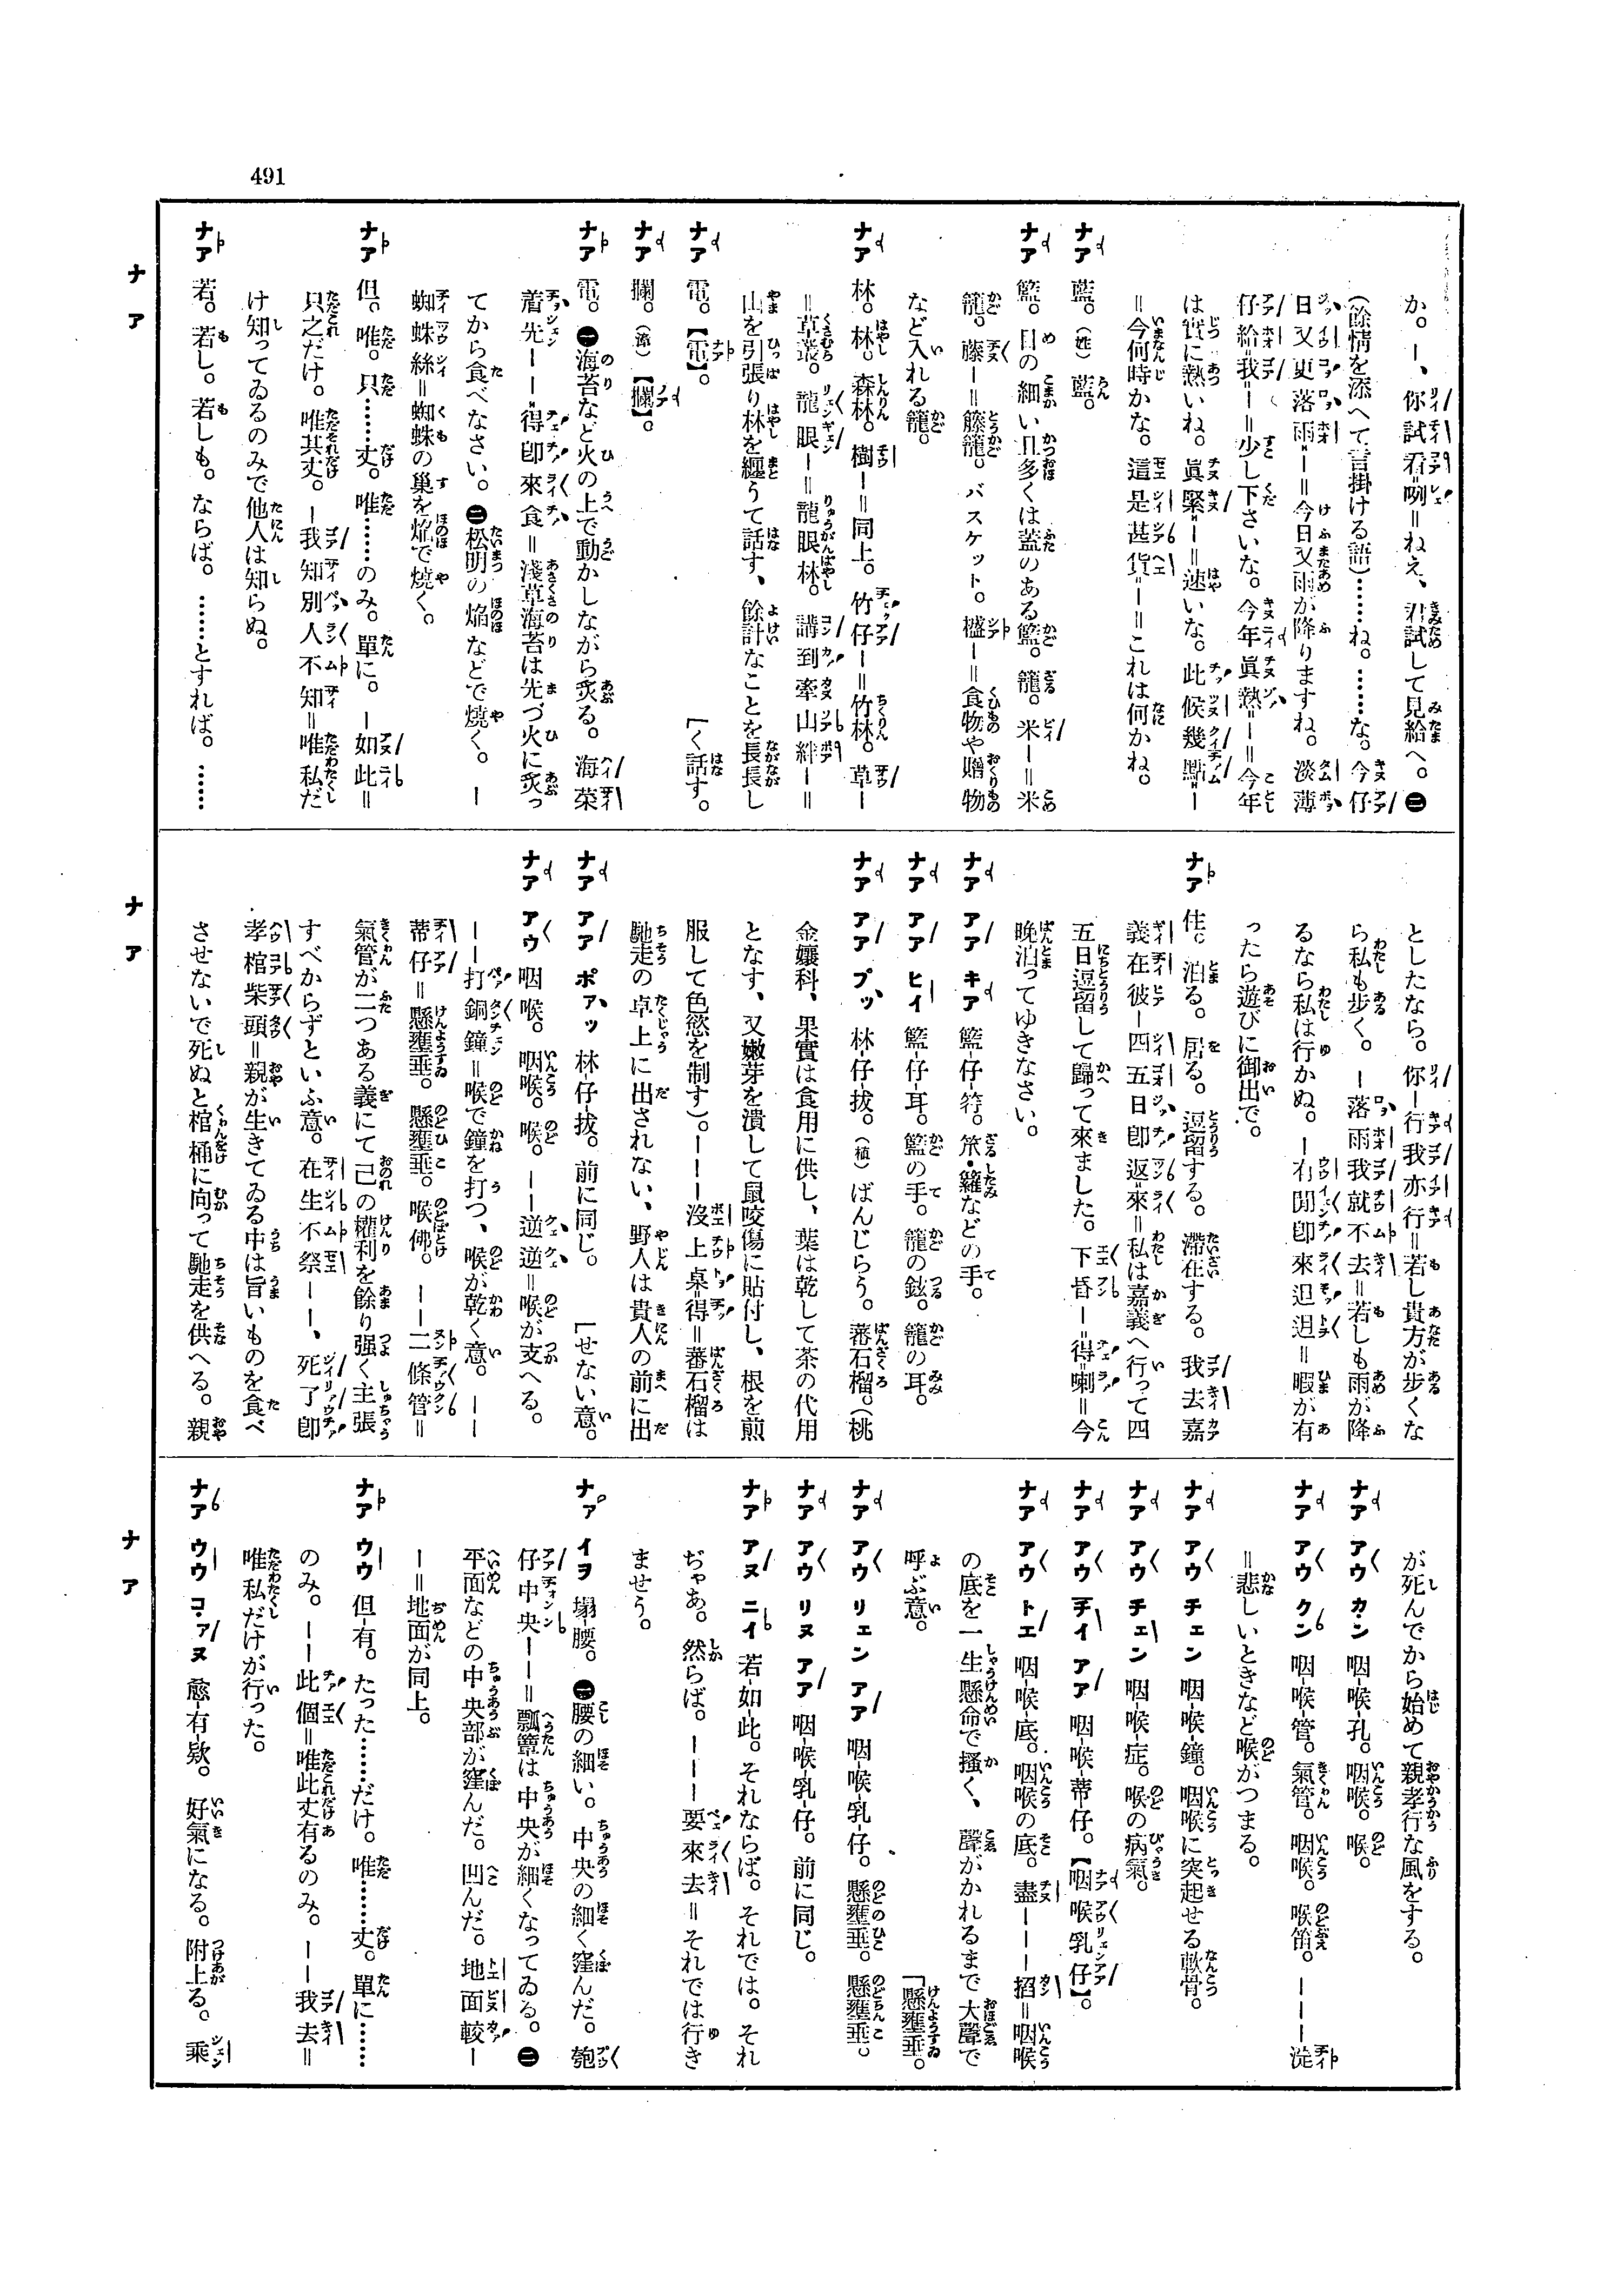 491
か。ー、你試看咧＝ねえ、君試して見給へ。㊁
(餘情を添へて言掛ける語)……ね。……な。今仔
日又更落雨ー＝今日又雨が降りますね。淡薄
仔給我ー＝少し下さいな。今年眞熱ー＝今年
は實に熱いね。眞緊ー＝速いな。此候幾點ー
＝今何時かな。這是甚貨ー＝これは何かね。
ナア 藍。(姓) 藍。
ナア 籃。目の細い且多くは蓋のある籃。籠。米ー＝米
籠。藤ー＝籐籠。バスケット。㰅ー＝食物や贈物
など入れる籠。
ナア 林。林。森林。樹ー＝同上。竹仔ー＝竹林。草ー
＝草叢。龍眼ー＝龍眼林。講到牽山絆ー＝
山を引張り林を纏うて話す、餘計なことを長長し
ナア 電。【電】。 [く話す。
ナア 攔。(漳)【攔】。
ナア 電。㊀海苔など火の上で動かしながら炙る。海菜
着先ーー得卽來食＝淺草海苔は先づ火に炙っ
てから食べなさい。㊁松明の焔などで焼く。ー
蜘蛛絲＝蜘蛛の巢を焔で焼く。
ナア 但。唯。只……丈。唯……のみ。單に。ー如此＝
只之だけ。唯其丈。ー我知別人不知＝唯私だ
け知ってゐるのみで他人は知らぬ。
ナア 若。若し。若しも。ならば。……とすれば。……
ナア
としたなら。你ー行我亦行＝若し貴方が步くな
ら私も步く。ー落雨我就不去＝若しも雨が降
るなら私は行かぬ。ー有閒卽來𨑨迌＝暇が有
ったら遊びに御出で。
ナア 住。泊る。居る。逗留する。滯在する。我去嘉
義在彼ー四五日卽返來＝私は嘉義へ行って四
五日逗留して歸って來ました。下昏ー得喇＝今
晩泊ってゆきなさい。
ナア アア キア 籃-仔-䇞。笊・籮などの手。
ナア アア ヒイ 籃-仔-耳。籃の手。籠の鉉。籠の耳。
ナア アア プッ 林-仔-拔。(植) ばんじらう。蕃石榴。(桃
金孃科、果實は食用に供し、葉は乾して茶の代用
となす、又嫩芽を潰して鼠咬傷に貼付し、根を煎
服して色慾を制す)。ーーー沒上桌得＝蕃石榴は
馳走の卓上に出されない、野人は貴人の前に出
ナア アア ポァッ 林-仔-拔。前に同じ。 [せない意。
ナア アウ 咽喉。咽喉。喉。ーー逆逆＝喉が支へる。
ーー打銅鐘＝喉で鐘を打つ、喉が乾く意。ーー
蒂仔＝懸壅垂。懸壅垂。喉佛。ーー二條管＝
氣管が二つある義にて己の權利を餘り强く主張
すべからずといふ意。在生不祭ーー、死了卽
孝棺柴頭＝親が生きてゐる中は旨いものを食べ
させないで死ぬと棺桶に向って馳走を供へる。親
ナア
が死んでから始めて親孝行な風をする。
ナア アウ カン 咽-喉-孔。咽喉。喉。
ナア アウ クン 咽-喉-管。氣管。咽喉。喉笛。ーーー淀
＝悲しいときなど喉がつまる。
ナア アウ チェン 咽-喉-鐘。咽喉に突起せる軟骨。
ナア アウ チェン 咽-喉-症。喉の病氣。
ナア アウ チイ アア 咽-喉-蒂仔。【咽喉乳仔】。
ナア アウ トエ 咽-喉-底。咽喉の底。盡ーーー搯＝咽喉
の底を一生懸命で搔く、聲がかれるまで大聲で
呼ぶ意。 [懸壅垂。
ナア アウ リェン アア 咽-喉-乳-仔。懸壅垂。懸壅垂。
ナア アウ リヌ アア 咽-喉-乳-仔。前に同じ。
ナア アヌ ニイ 若-如-此。それならば。それでは。それ
ぢゃあ。然らば。ーーー要來去＝それでは行き
ませう。
ナァ イヲ 塌-腰。㊀腰の細い。中央の細く窪んだ。匏
仔中央ーー＝瓢簞は中央が細くなってゐる。㊁
平面などの中央部が窪んだ。凹んだ。地面較ー
ー＝地面が同上。
ナア ウウ 但-有。たった……だけ。唯……丈。單に……
のみ。ーー此個＝唯此丈有るのみ。ーー我去＝
唯私だけが行った。
ナア ウウ コ・アヌ 愈-有-欵。好氣になる。附上る。乘
ナア